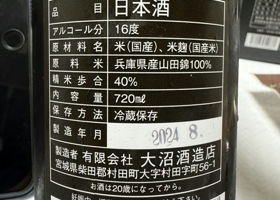 品目 日本酒
アルコール分 16度
原材料名 米(国産)、米麹(国産)
原料米 兵庫県産山田錦100%
精米歩合 40%
内容量 720ml
保存方法 冷蔵保存
製造年月 2024 8.
製造者 有限会社 大沼酒造店
宮城県柴田郡村田町大字村田字町56-1
お酒は20歳になってから。